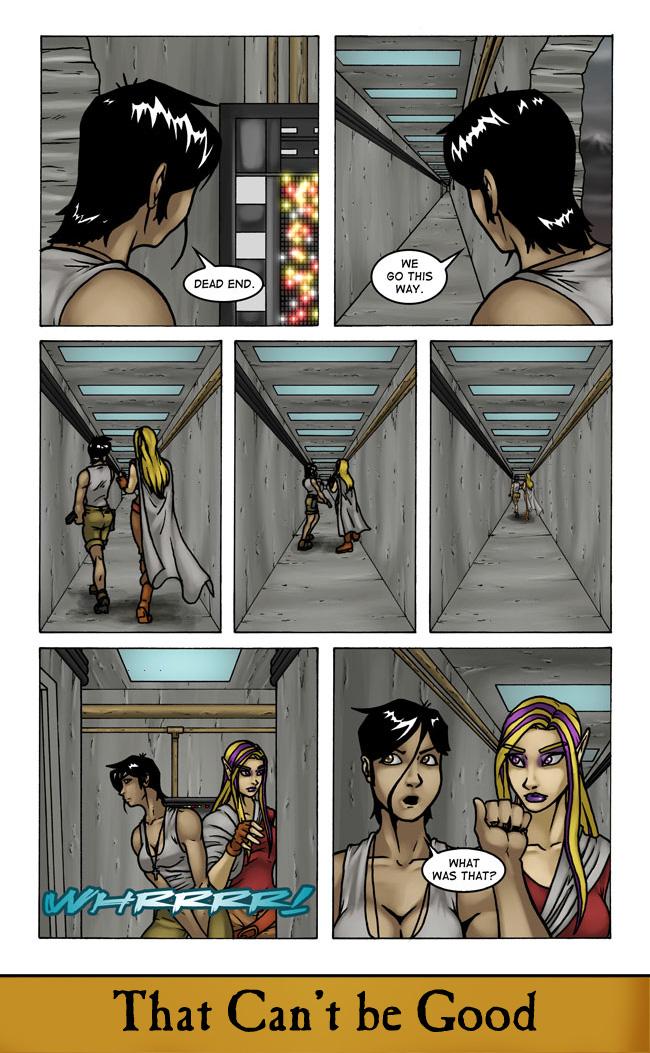 DEAD END.
WE
GO THIS
WAY.
WHRRRR!
WHAT
WAS THAT?
That Can't be Good